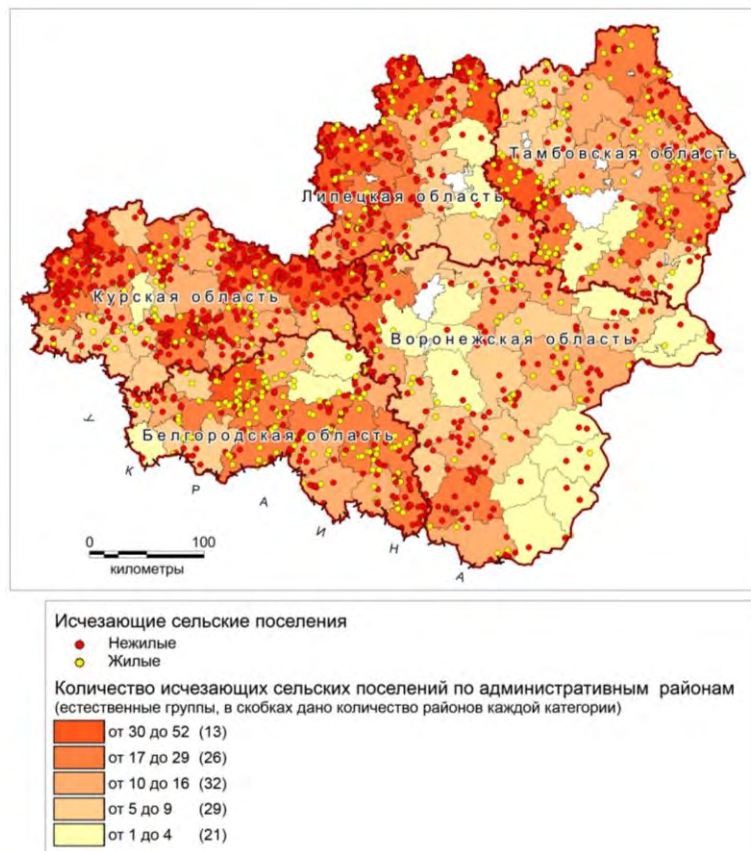 Тамбовская область
Липецкая область
Курская область
Воронежская область
Белгородская область
У К Р А И Н А
0 100
километры
Исчезающие сельские поселения
Нежилые
Жилые
Количество исчезающих сельских поселений по административным районам
(естественные группы, в скобках дано количество районов каждой категории)
от 30 до 52 (13)
от 17 до 29 (26)
от 10 до 16 (32)
от 5 до 9 (29)
от 1 до 4 (21)